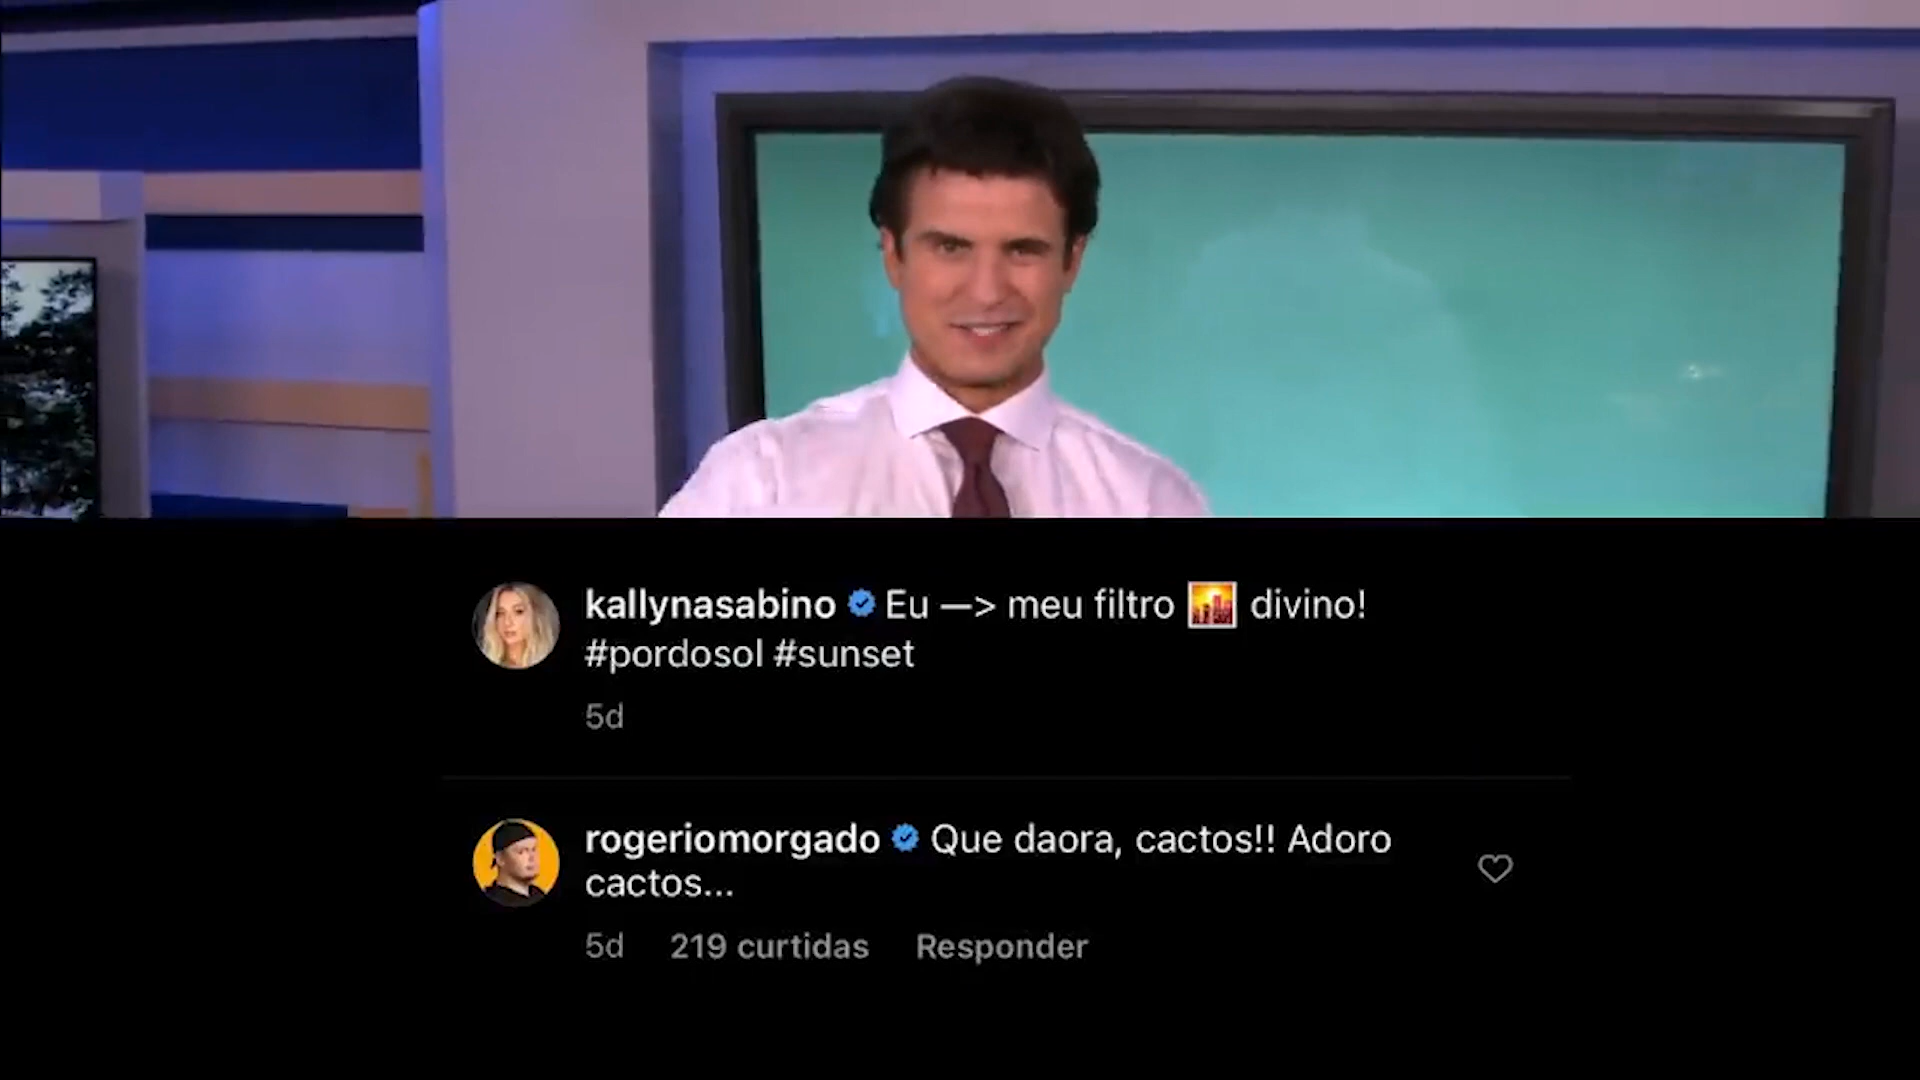 kallynasabino Eu —> meu filtro 🌇 divino!
#pordosol #sunset
5d
rogeriomorgado Que daora, cactos!! Adoro
cactos...
5d 219 curtidas Responder